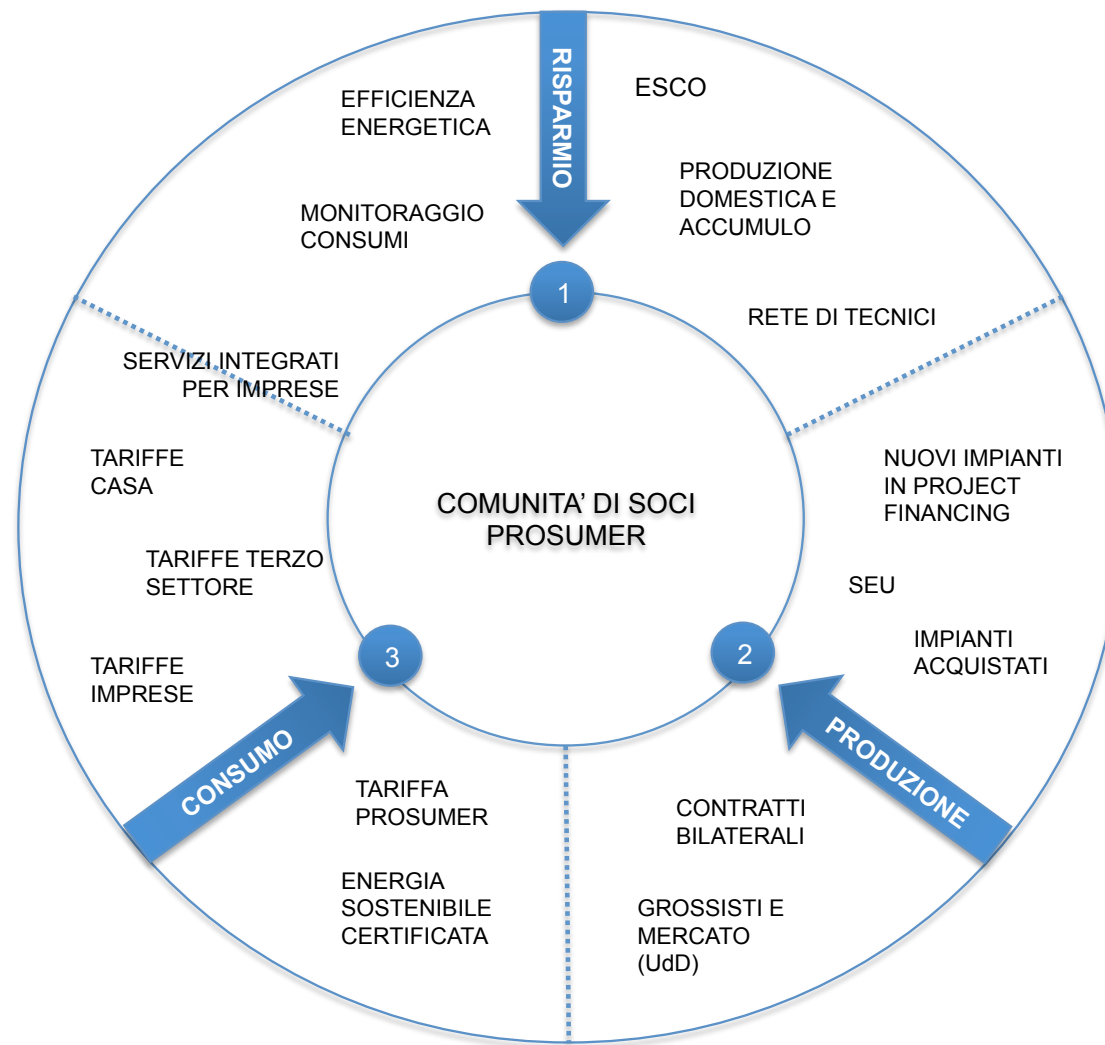 RISPARMIO
EFFICIENZA
ENERGETICA
ESCO
MONITORAGGIO
CONSUMI
PRODUZIONE
DOMESTICA E
ACCUMULO
1
RETE DI TECNICI
SERVIZI INTEGRATI
PER IMPRESE
TARIFFE
CASA
TARIFFE TERZO
SETTORE
TARIFFE
IMPRESE
COMUNITA’ DI SOCI
PROSUMER
NUOVI IMPIANTI
IN PROJECT
FINANCING
SEU
IMPIANTI
ACQUISTATI
3
2
CONSUMO
PRODUZIONE
TARIFFA
PROSUMER
ENERGIA
SOSTENIBILE
CERTIFICATA
CONTRATTI
BILATERALI
GROSSISTI E
MERCATO
(UdD)